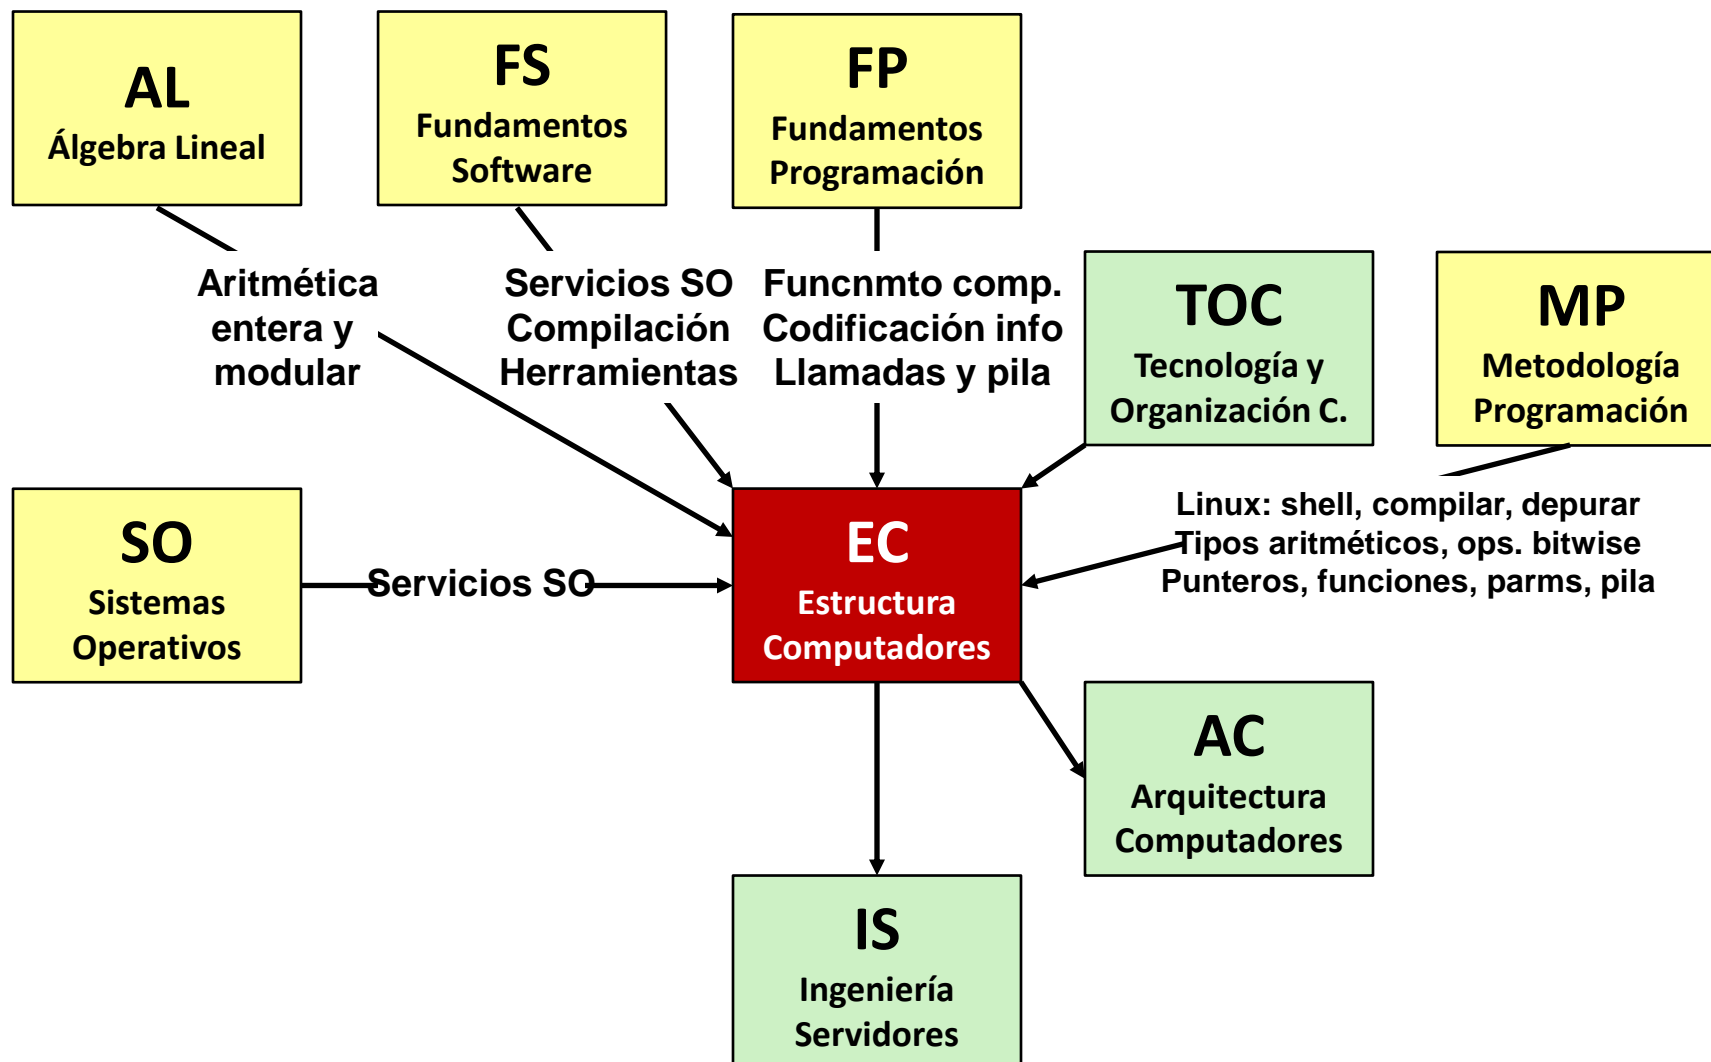 AL
Álgebra Lineal
FS
Fundamentos
Software
FP
Fundamentos
Programación
Aritmética
entera y
modular
Servicios SO
Compilación
Herramientas
Funcnmto comp.
Codificación info
Llamadas y pila
TOC
Tecnología y
Organización C.
MP
Metodología
Programación
SO
Sistemas
Operativos
Servicios SO
EC
Estructura
Computadores
Linux: shell, compilar, depurar
Tipos aritméticos, ops. bitwise
Punteros, funciones, parms, pila
AC
Arquitectura
Computadores
IS
Ingeniería
Servidores